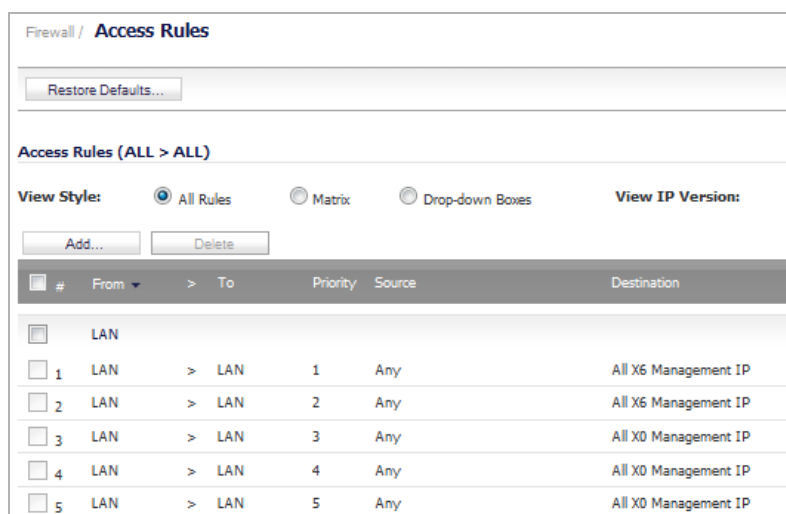 Firewall / Access Rules
Restore Defaults...
Access Rules (ALL > ALL)
View Style: All Rules Matrix Drop-down Boxes View IP Version:
Add... Delete
# From > To Priority Source Destination
LAN
1 LAN > LAN 1 Any All X6 Management IP
2 LAN > LAN 2 Any All X6 Management IP
3 LAN > LAN 3 Any All X0 Management IP
4 LAN > LAN 4 Any All X0 Management IP
5 LAN > LAN 5 Any All X0 Management IP